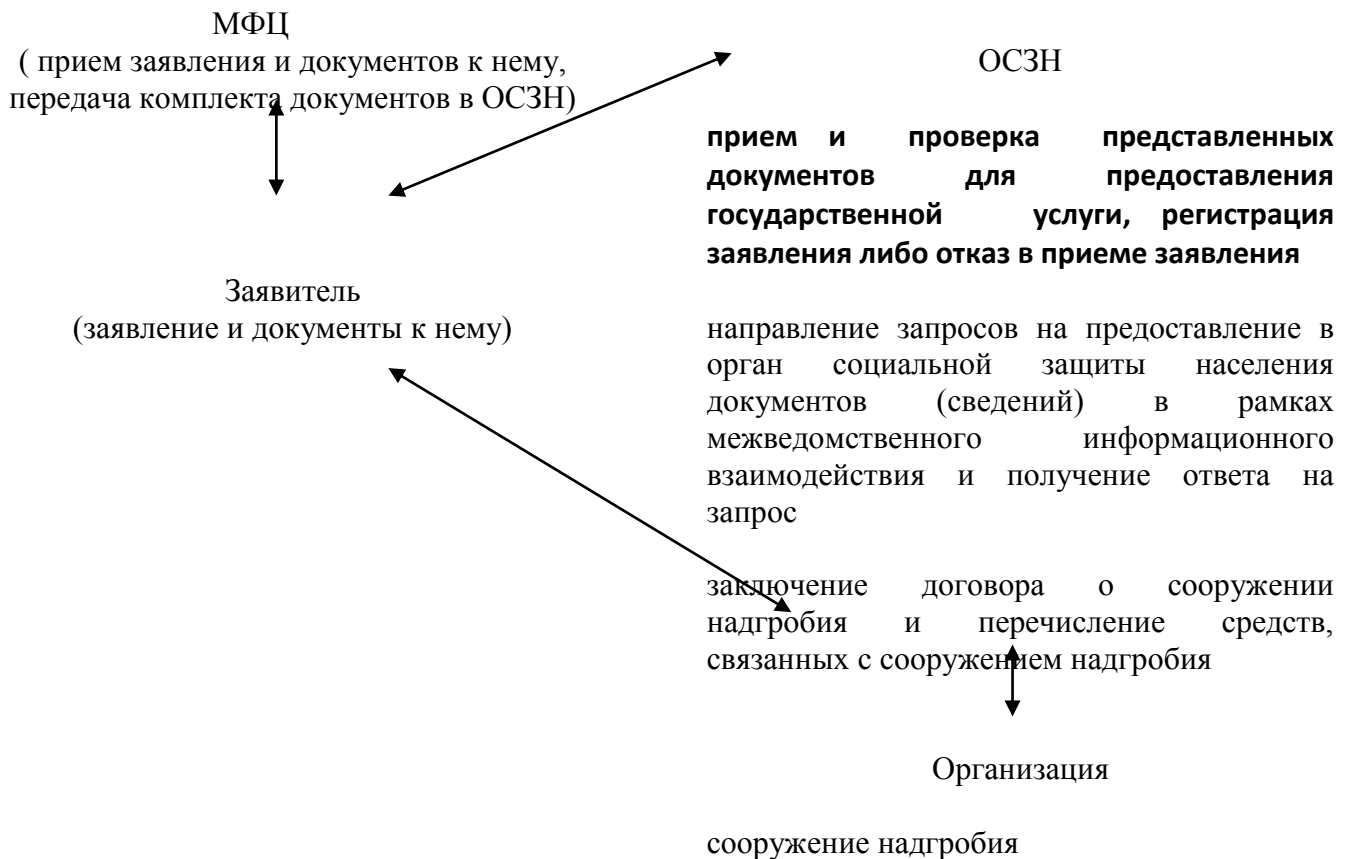 МФЦ
( прием заявления и документов к нему,
передача комплекта документов в ОСЗН)
Заявитель
(заявление и документы к нему)
ОСЗН
прием и проверка представленных
документов для предоставления
государственной услуги, регистрация
заявления либо отказ в приеме заявления
направление запросов на предоставление в
орган социальной защиты населения
документов (сведений) в рамках
межведомственного информационного
взаимодействия и получение ответа на
запрос
заключение договора о сооружении
надгробия и перечисление средств,
связанных с сооружением надгробия
Организация
сооружение надгробия